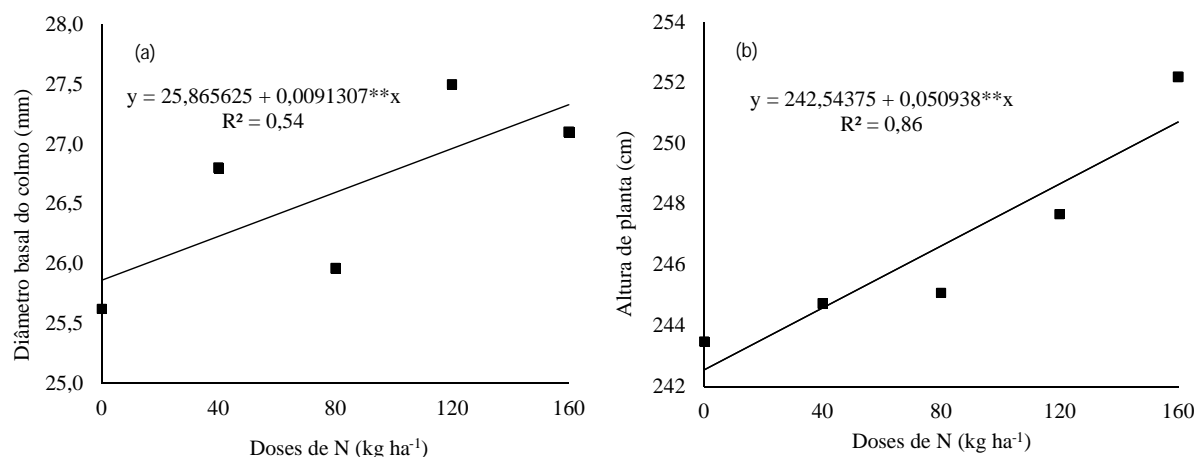 (a)
y = 25,865625 + 0,0091307**x
R² = 0,54
Diâmetro basal do colmo (mm)
28,0
27,5
27,0
26,5
26,0
25,5
25,0
0 40 80 120 160
Doses de N (kg ha⁻¹)
(b)
y = 242,54375 + 0,050938**x
R² = 0,86
Altura de planta (cm)
254
252
250
248
246
244
242
0 40 80 120 160
Doses de N (kg ha⁻¹)